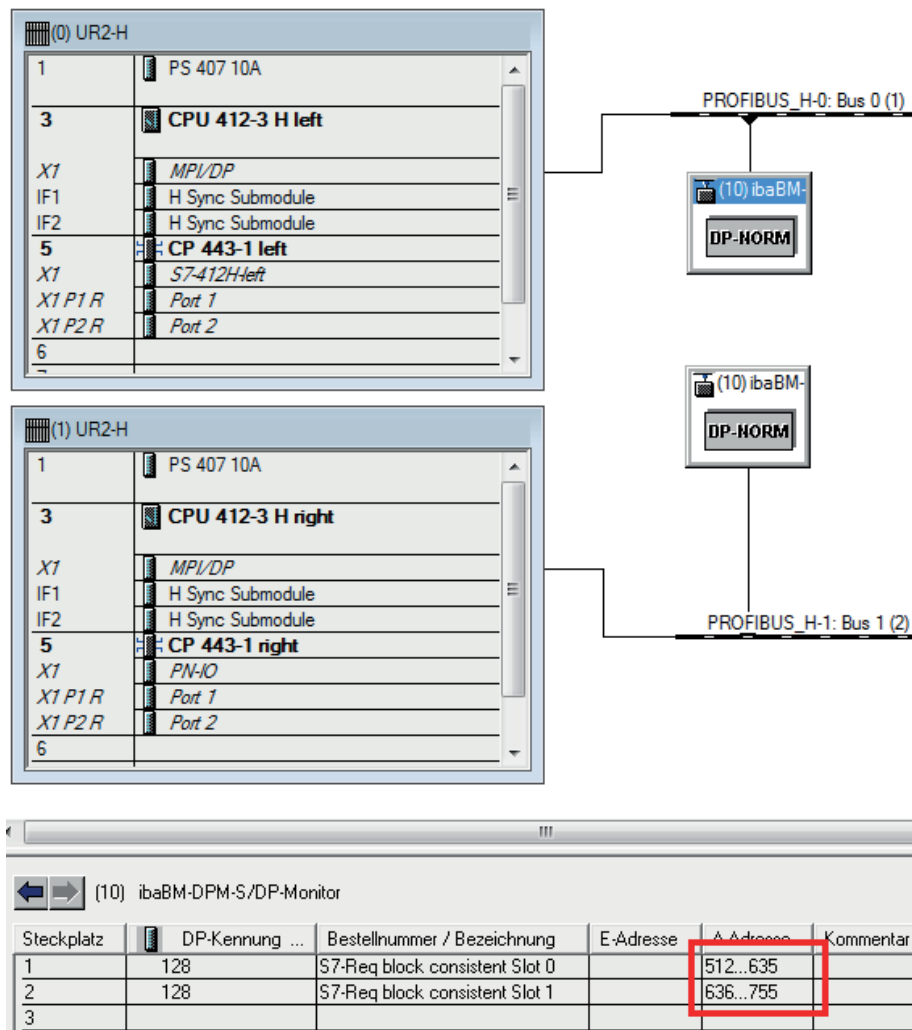 (0) UR2-H
1 PS 407 10A
3 CPU 412-3 H left
X1 MPI/DP
IF1 H Sync Submodule
IF2 H Sync Submodule
5 CP 443-1 left
X1 S7-412H-left
X1 P1 R Port 1
X1 P2 R Port 2
6
PROFIBUS_H-0: Bus 0 (1)
(10) ibaBM-
DP-NORM
(10) ibaBM-
DP-NORM
(1) UR2-H
1 PS 407 10A
3 CPU 412-3 H right
X1 MPI/DP
IF1 H Sync Submodule
IF2 H Sync Submodule
5 CP 443-1 right
X1 PN-IO
X1 P1 R Port 1
X1 P2 R Port 2
6
PROFIBUS_H-1: Bus 1 (2)
(10) ibaBM-DPM-S/DP-Monitor
Steckplatz DP-Kennung ... Bestellnummer / Bezeichnung E-Adresse A-Adresse Kommentar
1 128 S7-Req block consistent Slot 0 512...635
2 128 S7-Req block consistent Slot 1 636...755
3